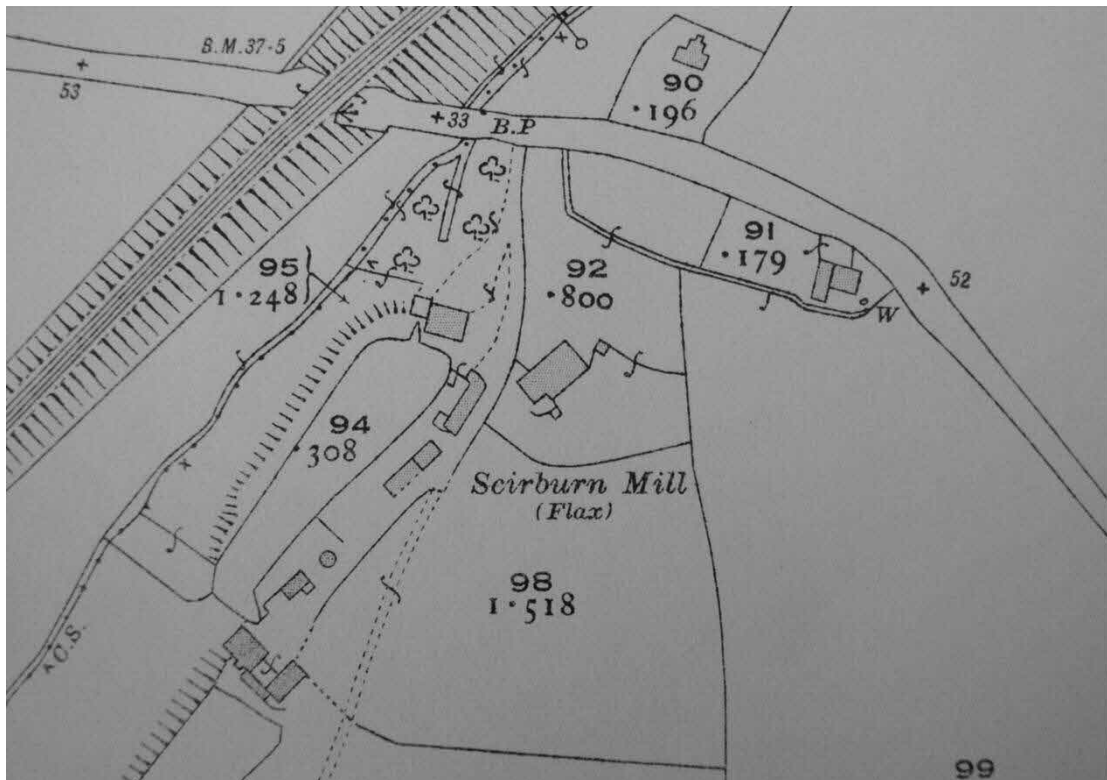 B.M.37·5
53
+33
B.P
90
·196
91
·179
52
W
92
·800
95
1·248
94
·308
Scirburn Mill
(Flax)
98
1·518
C.S.
99